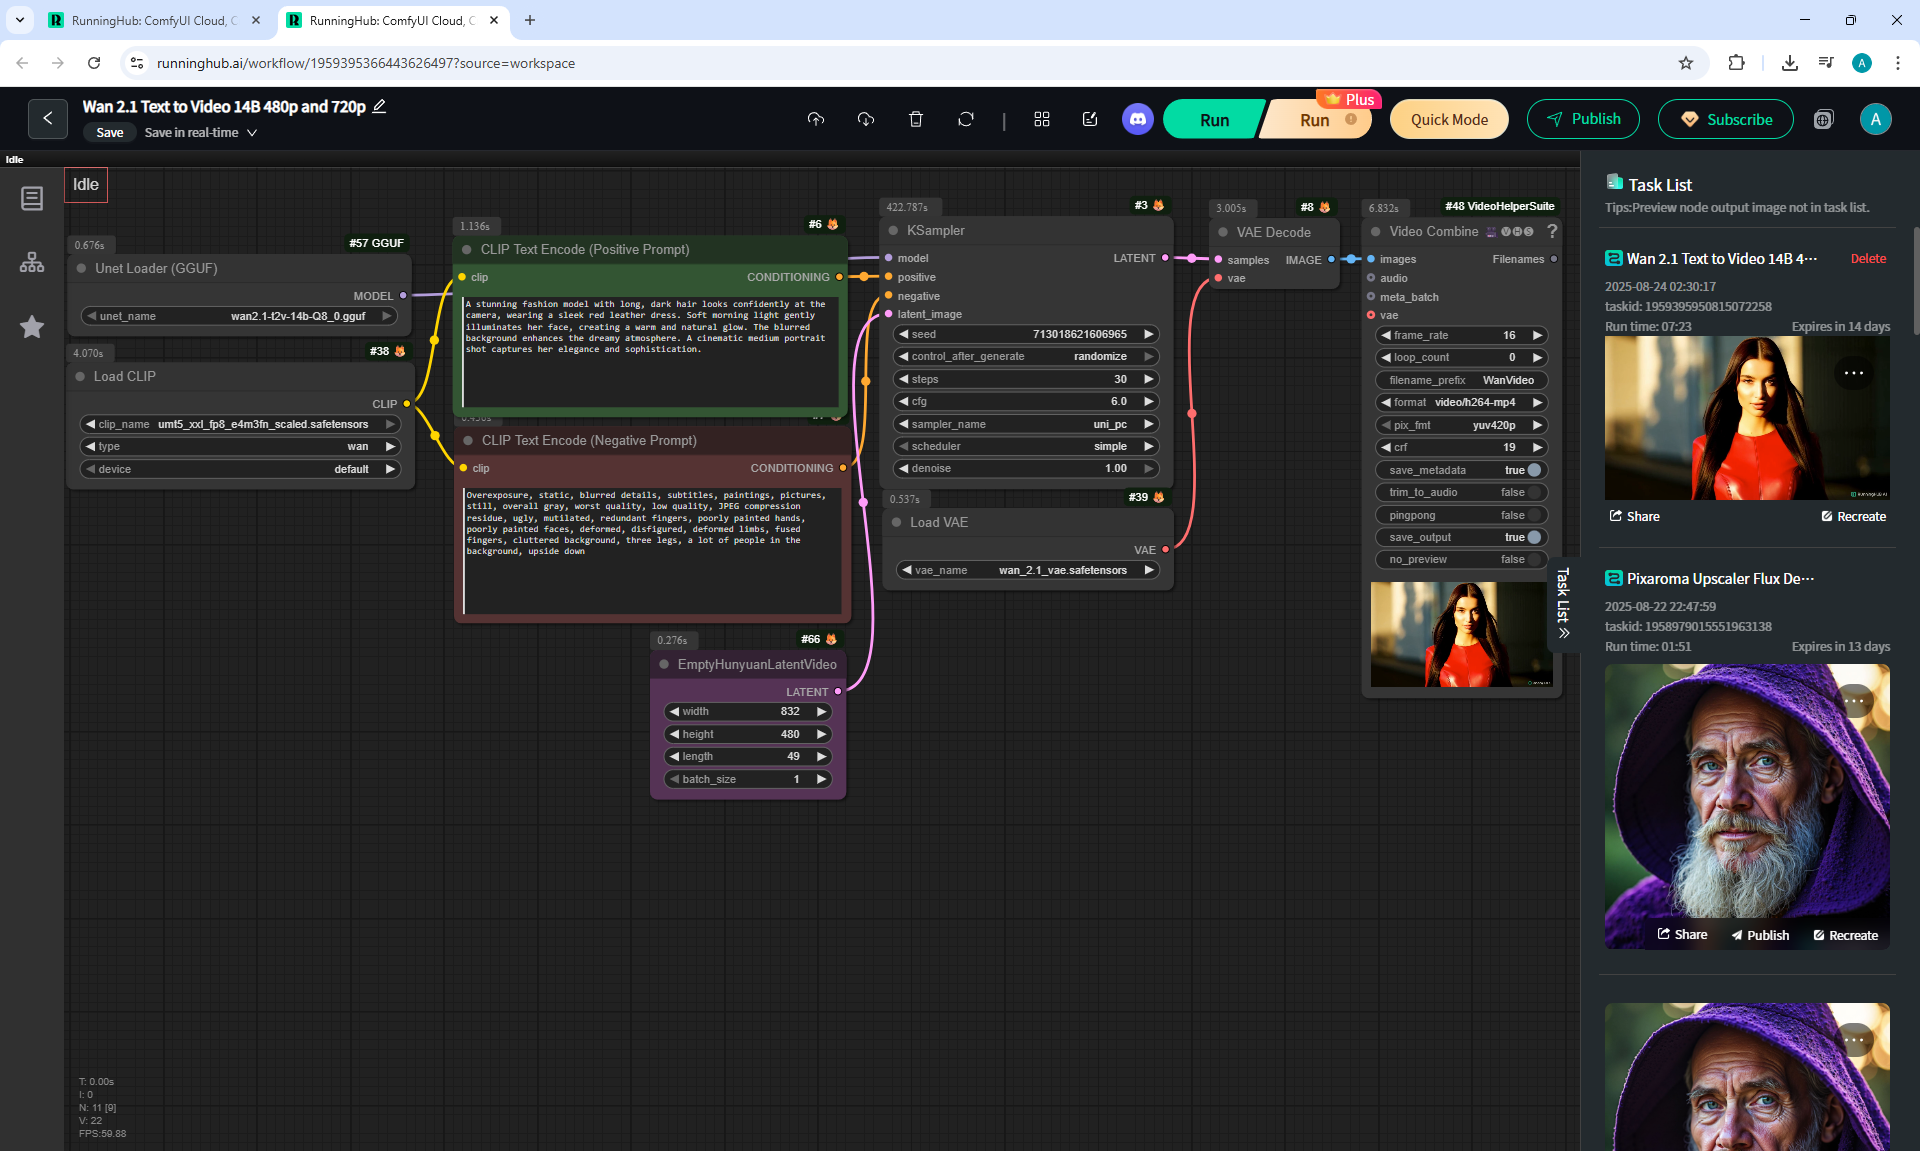 RunningHub: ComfyUI Cloud, C
RunningHub: ComfyUI Cloud, C
runninghub.ai/workflow/1959395366443626497?source=workspace
A
Wan 2.1 Text to Video 14B 480p and 720p
Save
Save in real-time
Run
Run
Plus
Quick Mode
Publish
Subscribe
A
Idle
Idle
0.676s
#57 GGUF
Unet Loader (GGUF)
MODEL
unet_name wan2.1-t2v-14b-Q8_0.gguf
4.070s
#38
Load CLIP
CLIP
clip_name umt5_xxl_fp8_e4m3fn_scaled.safetensors
type wan
device default
1.136s
#6
CLIP Text Encode (Positive Prompt)
clip CONDITIONING
A stunning fashion model with long, dark hair looks confidently at the
camera, wearing a sleek red leather dress. Soft morning light gently
illuminates her face, creating a warm and natural glow. The blurred
background enhances the dreamy atmosphere. A cinematic medium portrait
shot captures her elegance and sophistication.
CLIP Text Encode (Negative Prompt)
clip CONDITIONING
Overexposure, static, blurred details, subtitles, paintings, pictures,
still, overall gray, worst quality, low quality, JPEG compression
residue, ugly, mutilated, redundant fingers, poorly painted hands,
poorly painted faces, deformed, disfigured, deformed limbs, fused
fingers, cluttered background, three legs, a lot of people in the
background, upside down
0.276s
#66
EmptyHunyuanLatentVideo
LATENT
width 832
height 480
length 49
batch_size 1
422.787s
#3
KSampler
model LATENT
positive
negative
latent_image
seed 713018621606965
control_after_generate randomize
steps 30
cfg 6.0
sampler_name uni_pc
scheduler simple
denoise 1.00
0.537s
#39
Load VAE
VAE
vae_name wan_2.1_vae.safetensors
3.005s
#8
VAE Decode
samples IMAGE
vae
6.832s
#48 VideoHelperSuite
Video Combine VHS ?
images Filenames
audio
meta_batch
vae
frame_rate 16
loop_count 0
filename_prefix WanVideo
format video/h264-mp4
pix_fmt yuv420p
crf 19
save_metadata true
trim_to_audio false
pingpong false
save_output true
no_preview false
Task List
Task List
Tips:Preview node output image not in task list.
Wan 2.1 Text to Video 14B 4···
Delete
2025-08-24 02:30:17
taskid: 1959395950815072258
Run time: 07:23 Expires in 14 days
Share Recreate
Pixaroma Upscaler Flux De···
2025-08-22 22:47:59
taskid: 1958979015551963138
Run time: 01:51 Expires in 13 days
Share Publish Recreate
T: 0.00s
I: 0
N: 11 [9]
V: 22
FPS:59.88